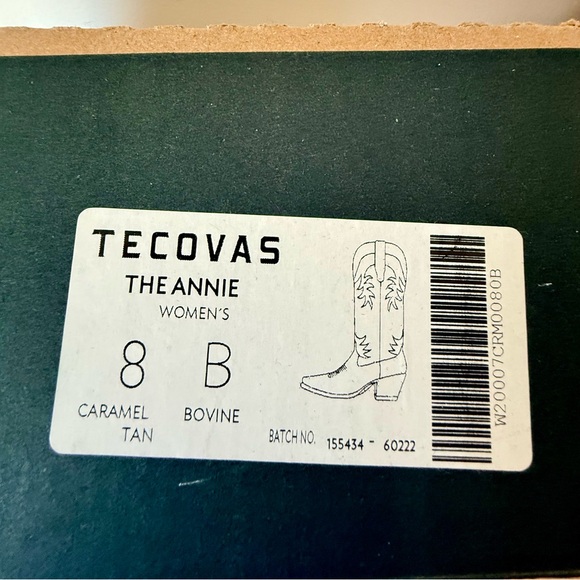 TECOVAS
THE ANNIE
WOMEN'S
8 B
CARAMEL TAN
BOVINE
BATCH NO. 155434 - 60222
W20007CRM0080B